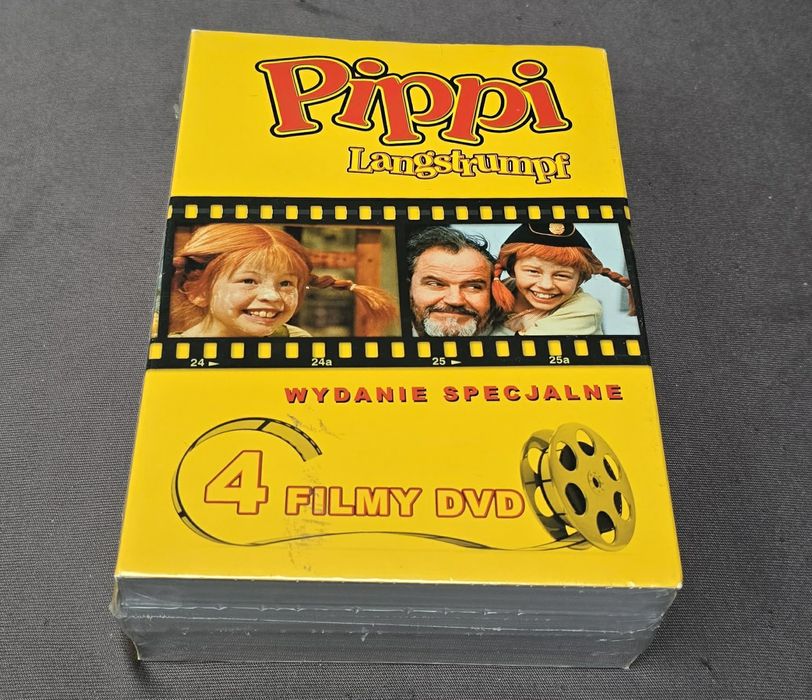 Pippi
Langstrumpf
24 24a 25 25a
WYDANIE SPECJALNE
4 FILMY DVD